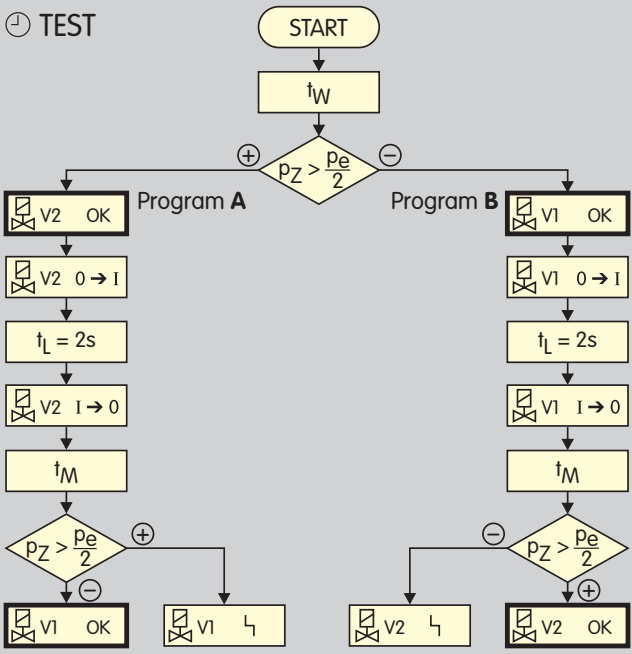 TEST
START
tW
pZ > pe/2
+ −
Program A Program B
V2 OK V1 OK
V2 0 → I V1 0 → I
tL = 2s tL = 2s
V2 I → 0 V1 I → 0
tM tM
+ −
pZ > pe/2 pZ > pe/2
− +
V1 OK V1 V2 V2 OK